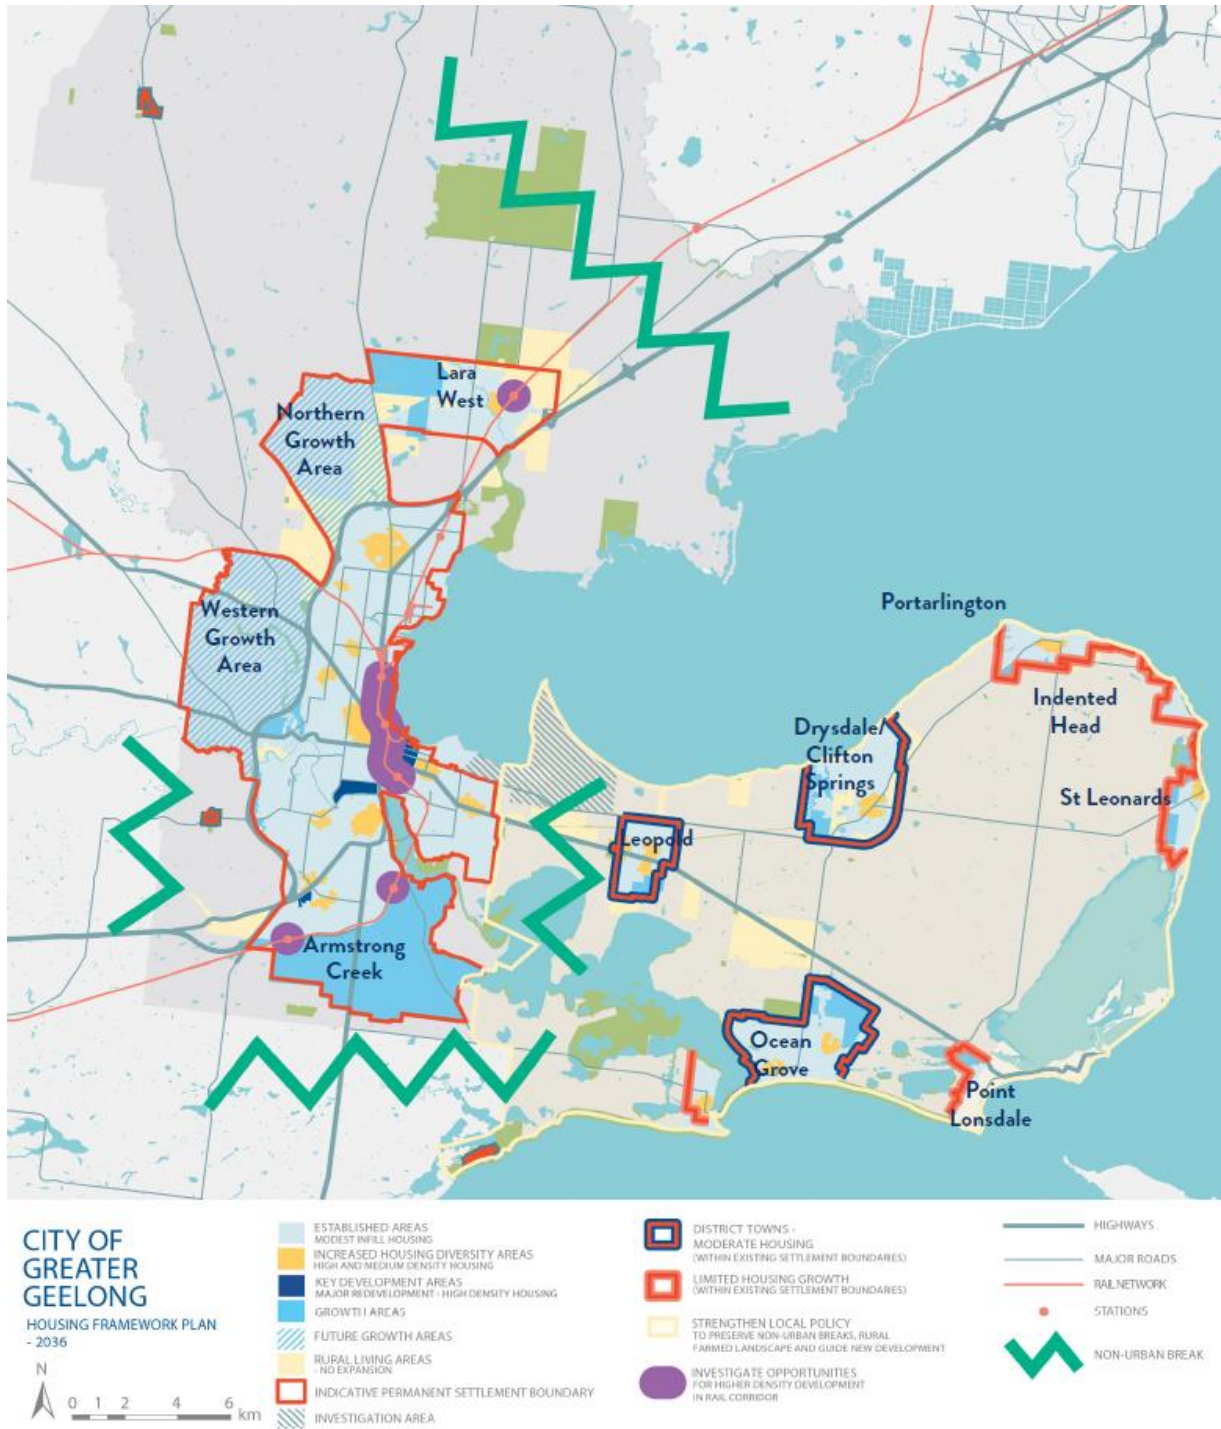 Lara
West
Northern
Growth
Area
Western
Growth
Area
Portarlington
Indented
Head
Drysdale/
Clifton
Springs
St Leonards
Leopold
Armstrong
Creek
Ocean
Grove
Point
Lonsdale
CITY OF
GREATER
GEELONG
HOUSING FRAMEWORK PLAN
- 2036
N
0 1 2 4 6 km
ESTABLISHED AREAS
MODEST INFILL HOUSING
INCREASED HOUSING DIVERSITY AREAS
HIGH AND MEDIUM DENSITY HOUSING
KEY DEVELOPMENT AREAS
MAJOR REDEVELOPMENT - HIGH DENSITY HOUSING
GROWTH AREAS
FUTURE GROWTH AREAS
RURAL LIVING AREAS
- NO EXPANSION
INDICATIVE PERMANENT SETTLEMENT BOUNDARY
INVESTIGATION AREA
DISTRICT TOWNS -
MODERATE HOUSING
(WITHIN EXISTING SETTLEMENT BOUNDARIES)
LIMITED HOUSING GROWTH
(WITHIN EXISTING SETTLEMENT BOUNDARIES)
STRENGTHEN LOCAL POLICY
TO PRESERVE NON-URBAN BREAKS, RURAL
FARMED LANDSCAPE AND GUIDE NEW DEVELOPMENT
INVESTIGATE OPPORTUNITIES
FOR HIGHER DENSITY DEVELOPMENT
IN RAIL CORRIDOR
HIGHWAYS
MAJOR ROADS
RAIL NETWORK
STATIONS
NON-URBAN BREAK